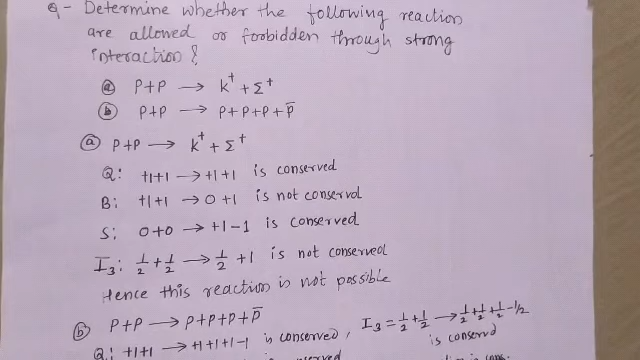 Q- Determine whether the following reaction
are allowed or forbidden through strong
interaction?
(a) P+P → K⁺ + Σ⁺
(b) P+P → P+P+P+P̅
(a) P+P → K⁺ + Σ⁺
Q: +1+1 → +1+1 is conserved
B: +1+1 → 0+1 is not conserved
S: 0+0 → +1-1 is conserved
I₃: 1/2 + 1/2 → 1/2 + 1 is not conserved
Hence this reaction is not possible
(b) P+P → P+P+P+P̅
Q: +1+1 → +1+1+1-1 is conserved,
I₃ = 1/2 + 1/2 → 1/2 + 1/2 + 1/2 - 1/2
is conserved